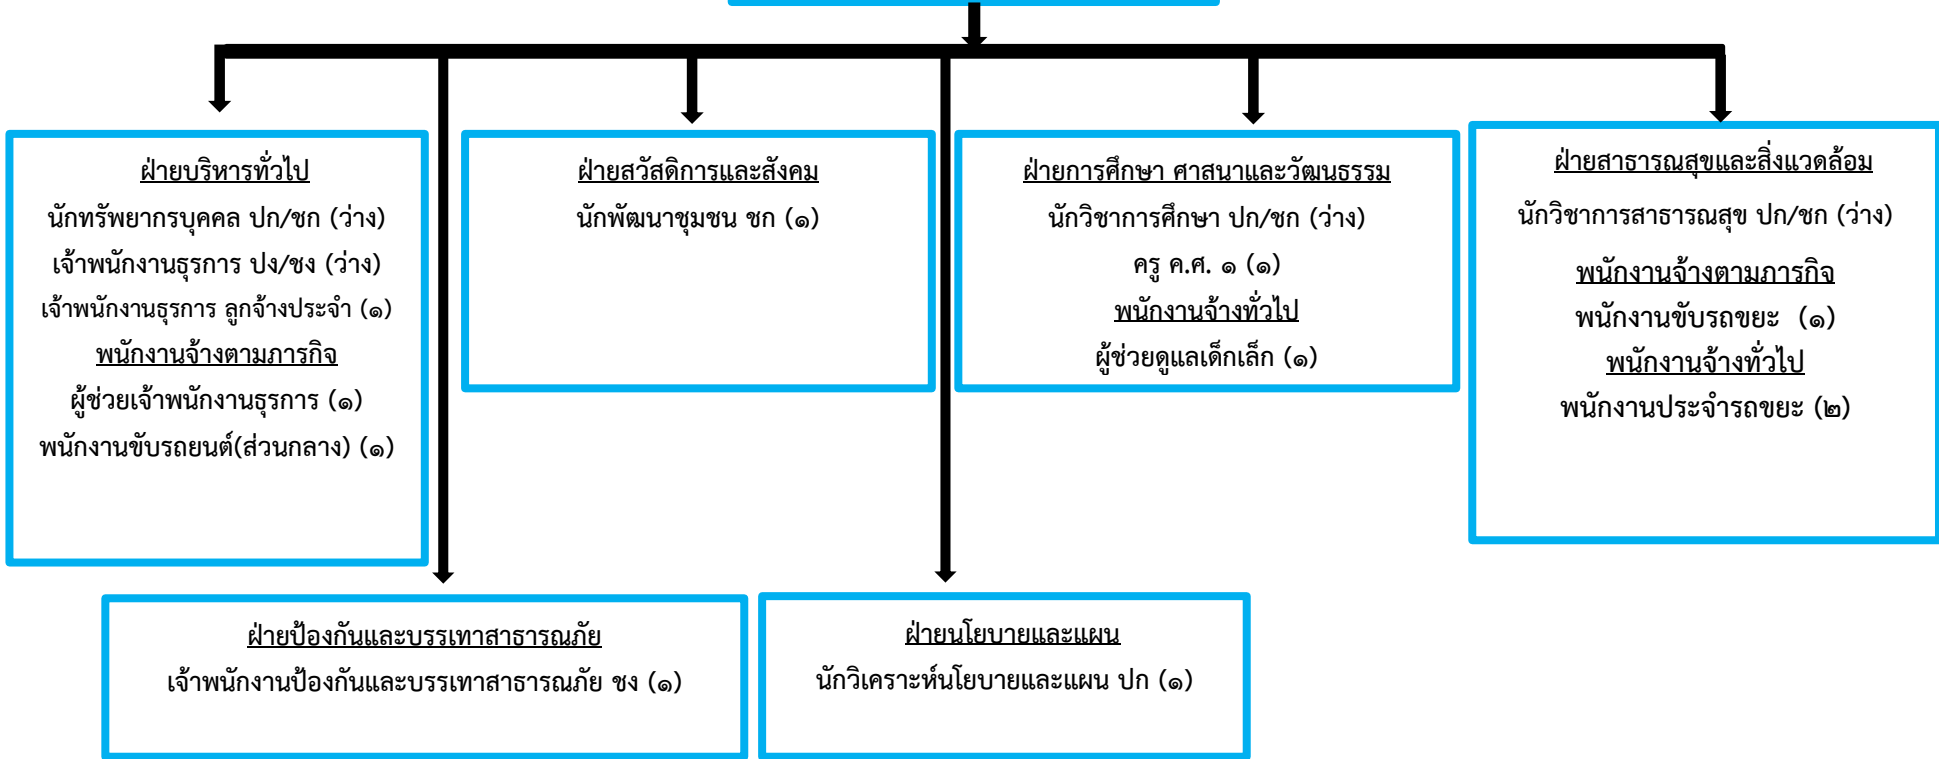 ฝ่ายบริหารทั่วไป
นักทรัพยากรบุคคล ปก/ชก (ว่าง)
เจ้าพนักงานธุรการ ปง/ชง (ว่าง)
เจ้าพนักงานธุรการ ลูกจ้างประจำ (๑)
พนักงานจ้างตามภารกิจ
ผู้ช่วยเจ้าพนักงานธุรการ (๑)
พนักงานขับรถยนต์(ส่วนกลาง) (๑)
ฝ่ายสวัสดิการและสังคม
นักพัฒนาชุมชน ชก (๑)
ฝ่ายการศึกษา ศาสนาและวัฒนธรรม
นักวิชาการศึกษา ปก/ชก (ว่าง)
ครู ค.ศ. ๑ (๑)
พนักงานจ้างทั่วไป
ผู้ช่วยดูแลเด็กเล็ก (๑)
ฝ่ายสาธารณสุขและสิ่งแวดล้อม
นักวิชาการสาธารณสุข ปก/ชก (ว่าง)
พนักงานจ้างตามภารกิจ
พนักงานขับรถขยะ (๑)
พนักงานจ้างทั่วไป
พนักงานประจำรถขยะ (๒)
ฝ่ายป้องกันและบรรเทาสาธารณภัย
เจ้าพนักงานป้องกันและบรรเทาสาธารณภัย ชง (๑)
ฝ่ายนโยบายและแผน
นักวิเคราะห์นโยบายและแผน ปก (๑)